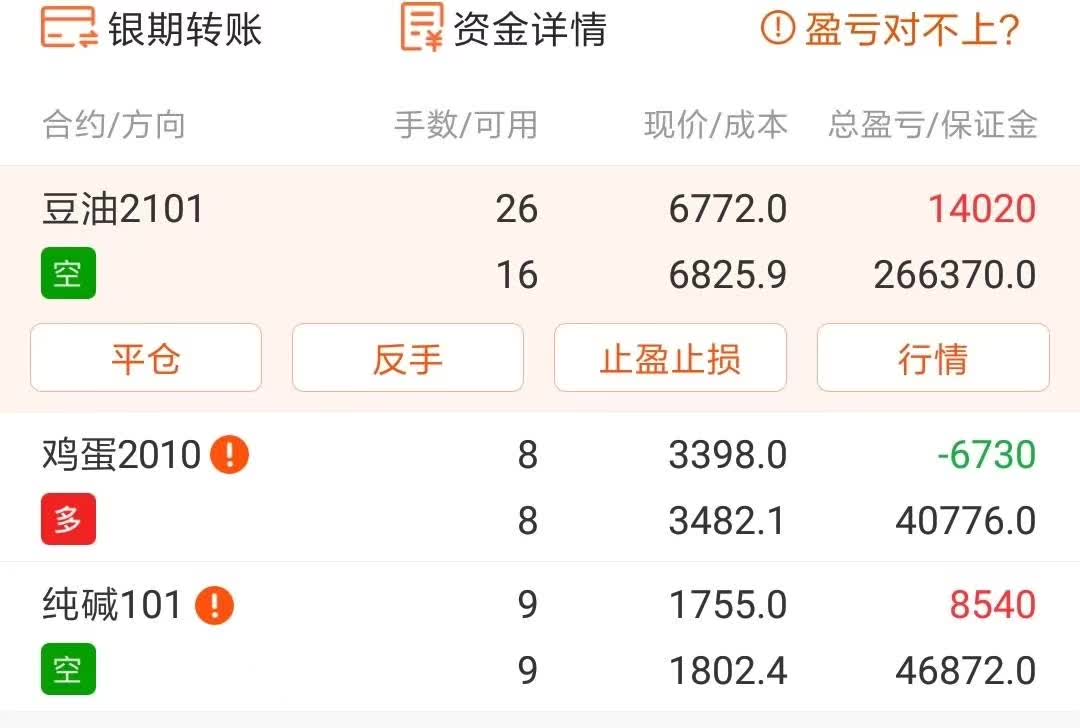 银期转账 资金详情 盈亏对不上?
合约/方向 手数/可用 现价/成本 总盈亏/保证金
豆油2101 26 6772.0 14020
空 16 6825.9 266370.0
平仓 反手 止盈止损 行情
鸡蛋2010 8 3398.0 -6730
多 8 3482.1 40776.0
纯碱101 9 1755.0 8540
空 9 1802.4 46872.0